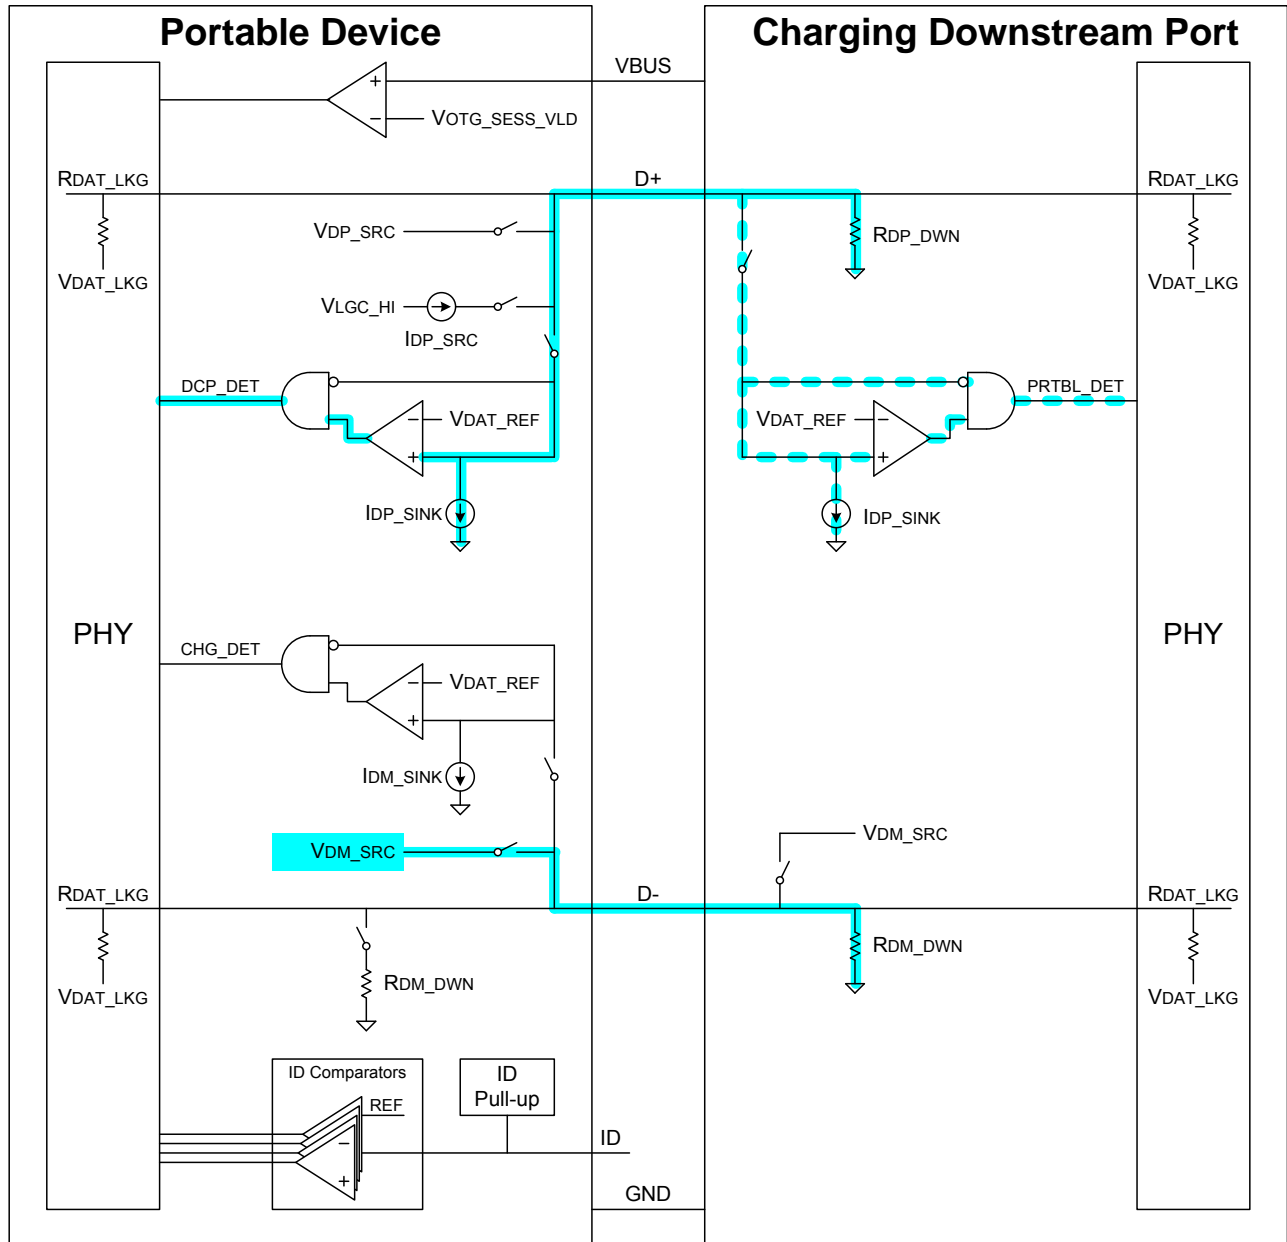 Portable Device
Charging Downstream Port
VBUS
+
−
VOTG_SESS_VLD
RDAT_LKG
D+
RDAT_LKG
VDP_SRC
RDP_DWN
VDAT_LKG
VDAT_LKG
VLGC_HI
IDP_SRC
DCP_DET
PRTBL_DET
VDAT_REF
−
VDAT_REF
−
+
+
IDP_SINK
IDP_SINK
PHY
PHY
CHG_DET
−
VDAT_REF
+
IDM_SINK
VDM_SRC
VDM_SRC
RDAT_LKG
D-
RDAT_LKG
RDM_DWN
RDM_DWN
VDAT_LKG
VDAT_LKG
ID Comparators
REF
−
+
ID
Pull-up
ID
GND